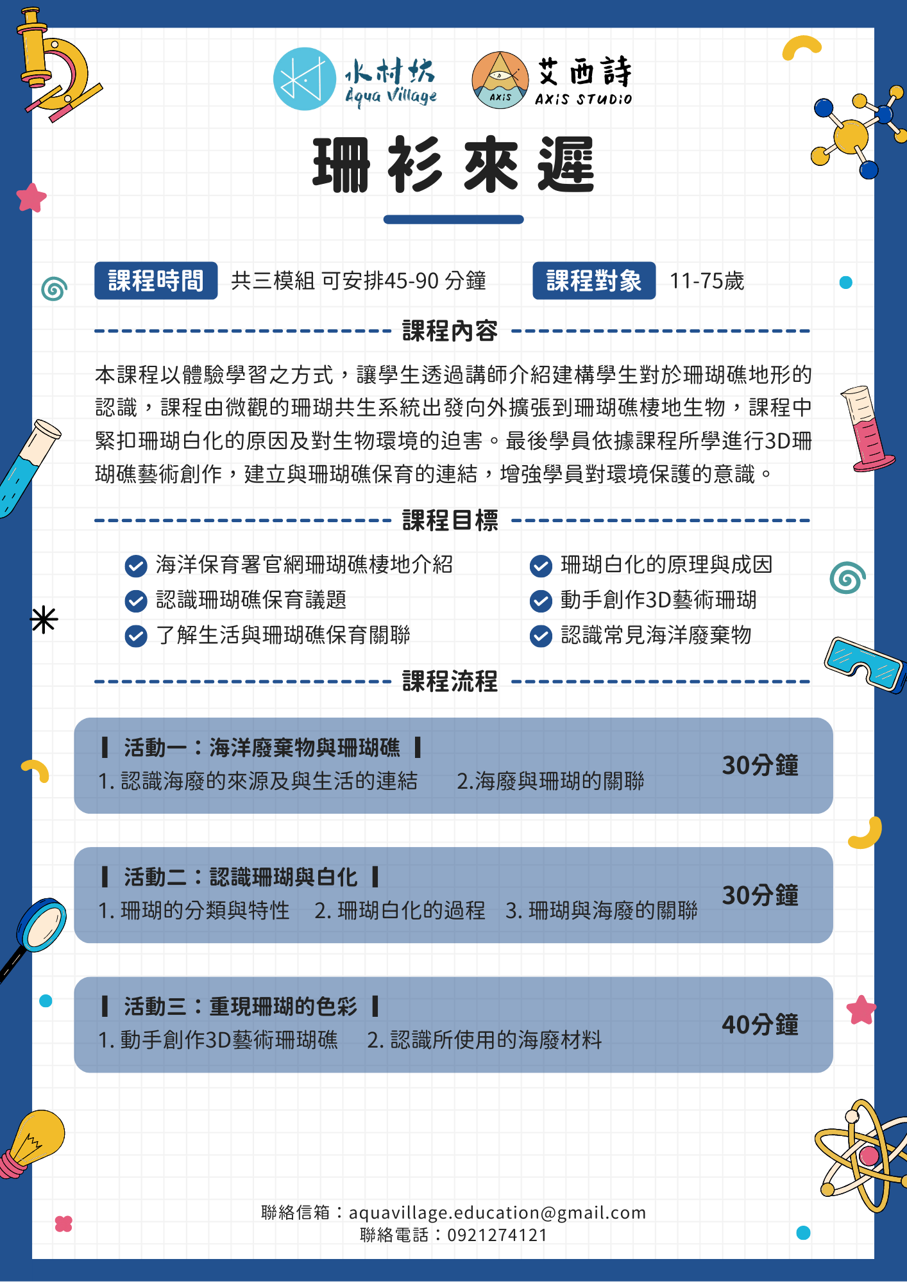 水村坎 艾西詩
Aqua Village AXiS AXiS STUDiO
珊衫來遲
課程時間 共三模組 可安排45-90 分鐘 課程對象 11-75歲
課程內容
本課程以體驗學習之方式，讓學生透過講師介紹建構學生對於珊瑚礁地形的
認識，課程由微觀的珊瑚共生系統出發向外擴張到珊瑚礁棲地生物，課程中
緊扣珊瑚白化的原因及對生物環境的迫害。最後學員依據課程所學進行3D珊
瑚礁藝術創作，建立與珊瑚礁保育的連結，增強學員對環境保護的意識。
課程目標
海洋保育署官網珊瑚礁棲地介紹 珊瑚白化的原理與成因
認識珊瑚礁保育議題 動手創作3D藝術珊瑚
了解生活與珊瑚礁保育關聯 認識常見海洋廢棄物
課程流程
活動一：海洋廢棄物與珊瑚礁
30分鐘
1. 認識海廢的來源及與生活的連結 2.海廢與珊瑚的關聯
活動二：認識珊瑚與白化
30分鐘
1. 珊瑚的分類與特性 2. 珊瑚白化的過程 3. 珊瑚與海廢的關聯
活動三：重現珊瑚的色彩
40分鐘
1. 動手創作3D藝術珊瑚礁 2. 認識所使用的海廢材料
聯絡信箱：aquavillage.education@gmail.com
聯絡電話：0921274121